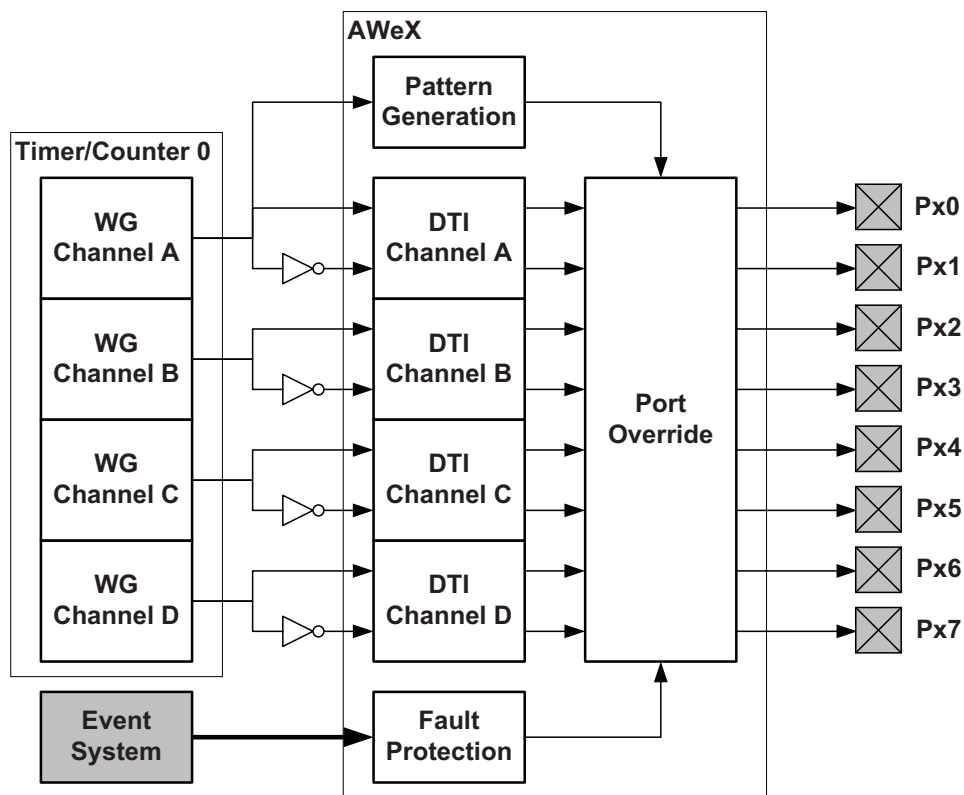 AWeX
Pattern
Generation
Timer/Counter 0
WG
Channel A
DTI
Channel A
Px0
Px1
WG
Channel B
DTI
Channel B
Px2
Px3
Port
Override
WG
Channel C
DTI
Channel C
Px4
Px5
WG
Channel D
DTI
Channel D
Px6
Px7
Event
System
Fault
Protection